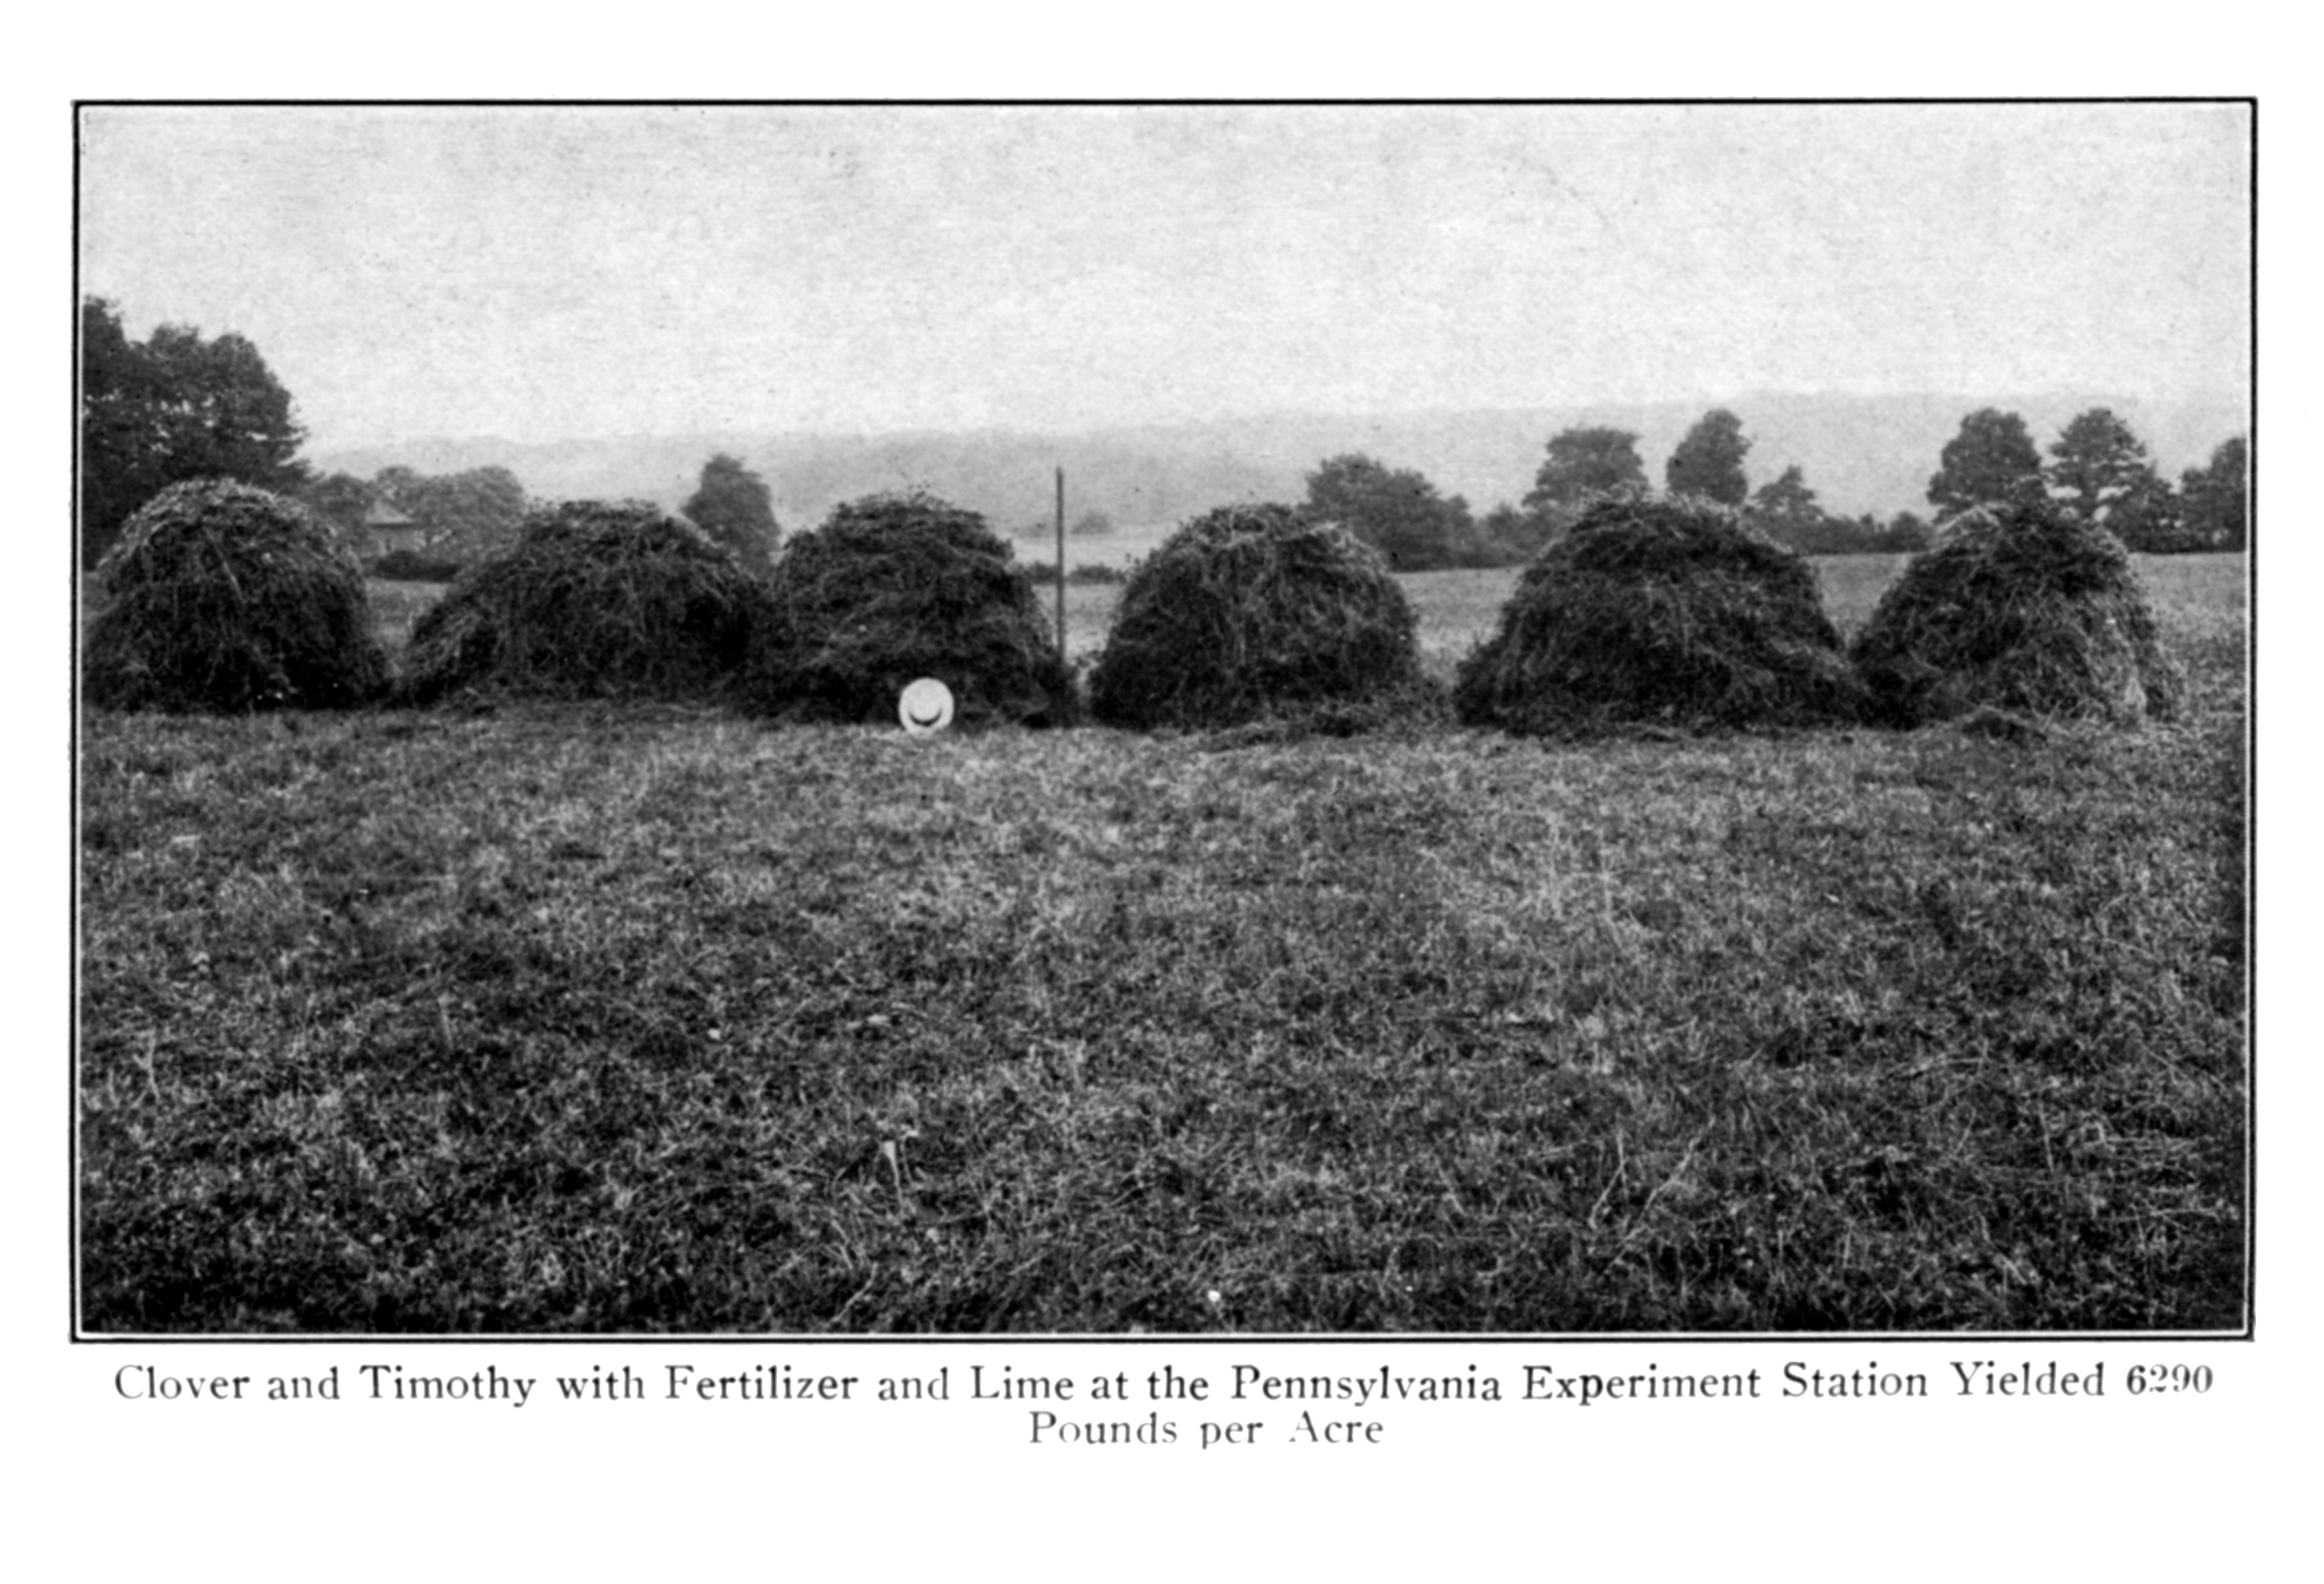 Clover and Timothy with Fertilizer and Lime at the Pennsylvania Experiment Station Yielded 6290
Pounds per Acre